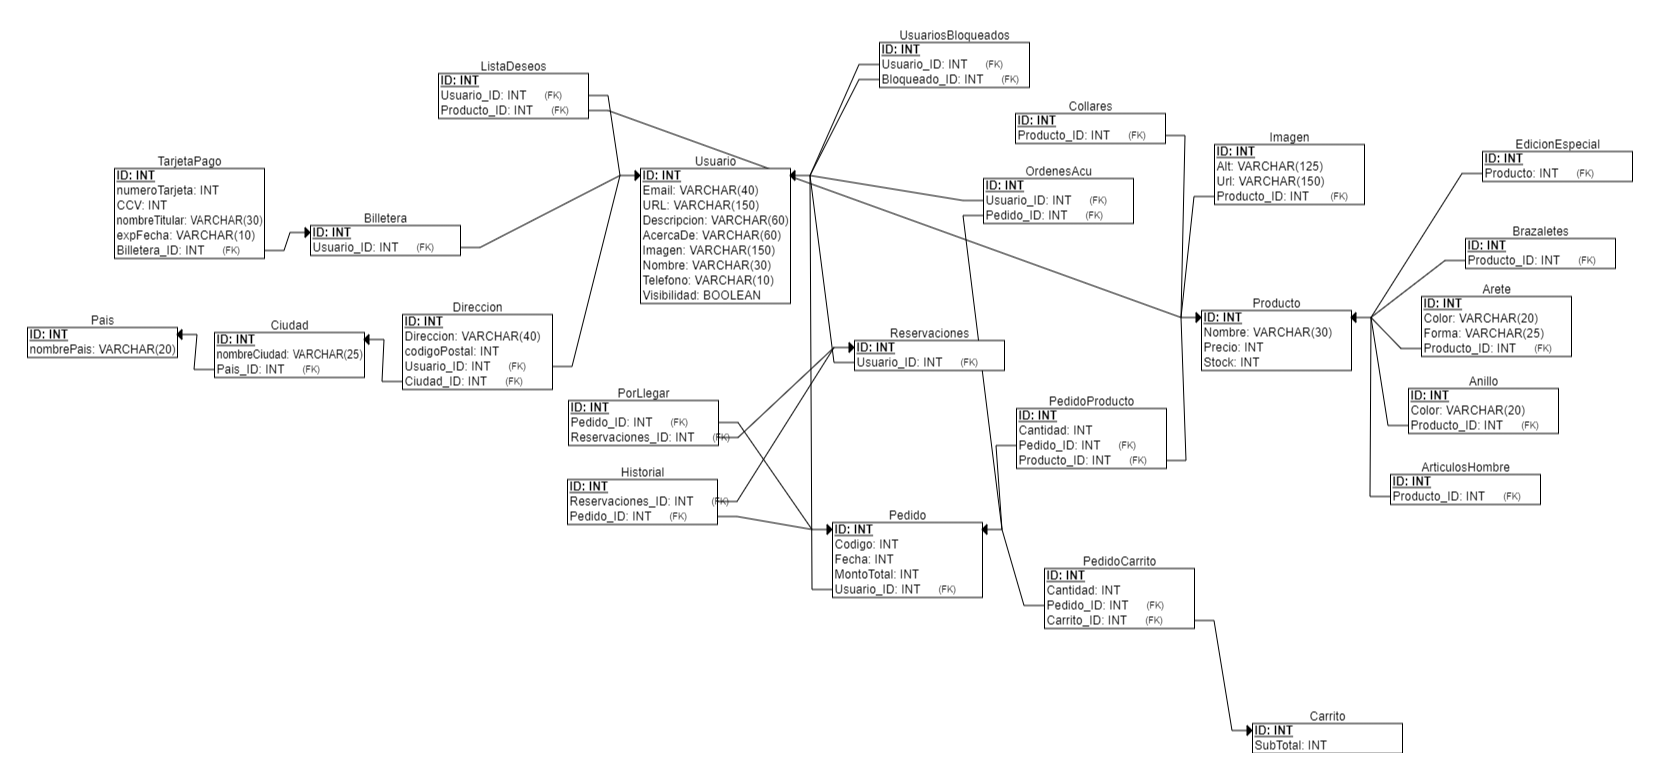 UsuariosBloqueados
ID: INT
Usuario_ID: INT (FK)
Bloqueado_ID: INT (FK)
ListaDeseos
ID: INT
Usuario_ID: INT (FK)
Producto_ID: INT (FK)
Collares
ID: INT
Producto_ID: INT (FK)
Imagen
ID: INT
Alt: VARCHAR(125)
Url: VARCHAR(150)
Producto_ID: INT (FK)
EdicionEspecial
ID: INT
Producto: INT (FK)
TarjetaPago
ID: INT
numeroTarjeta: INT
CCV: INT
nombreTitular: VARCHAR(30)
expFecha: VARCHAR(10)
Billetera_ID: INT (FK)
Usuario
ID: INT
Email: VARCHAR(40)
URL: VARCHAR(150)
Descripcion: VARCHAR(60)
AcercaDe: VARCHAR(60)
Imagen: VARCHAR(150)
Nombre: VARCHAR(30)
Telefono: VARCHAR(10)
Visibilidad: BOOLEAN
OrdenesAcu
ID: INT
Usuario_ID: INT (FK)
Pedido_ID: INT (FK)
Billetera
ID: INT
Usuario_ID: INT (FK)
Brazaletes
ID: INT
Producto_ID: INT (FK)
Arete
ID: INT
Color: VARCHAR(20)
Forma: VARCHAR(25)
Producto_ID: INT (FK)
Producto
ID: INT
Nombre: VARCHAR(30)
Precio: INT
Stock: INT
Direccion
ID: INT
Direccion: VARCHAR(40)
codigoPostal: INT
Usuario_ID: INT (FK)
Ciudad_ID: INT (FK)
Pais
ID: INT
nombrePais: VARCHAR(20)
Ciudad
ID: INT
nombreCiudad: VARCHAR(25)
Pais_ID: INT (FK)
Reservaciones
ID: INT
Usuario_ID: INT (FK)
Anillo
ID: INT
Color: VARCHAR(20)
Producto_ID: INT (FK)
PorLlegar
ID: INT
Pedido_ID: INT (FK)
Reservaciones_ID: INT (FK)
PedidoProducto
ID: INT
Cantidad: INT
Pedido_ID: INT (FK)
Producto_ID: INT (FK)
Historial
ID: INT
Reservaciones_ID: INT (FK)
Pedido_ID: INT (FK)
ArticulosHombre
ID: INT
Producto_ID: INT (FK)
Pedido
ID: INT
Codigo: INT
Fecha: INT
MontoTotal: INT
Usuario_ID: INT (FK)
PedidoCarrito
ID: INT
Cantidad: INT
Pedido_ID: INT (FK)
Carrito_ID: INT (FK)
Carrito
ID: INT
SubTotal: INT